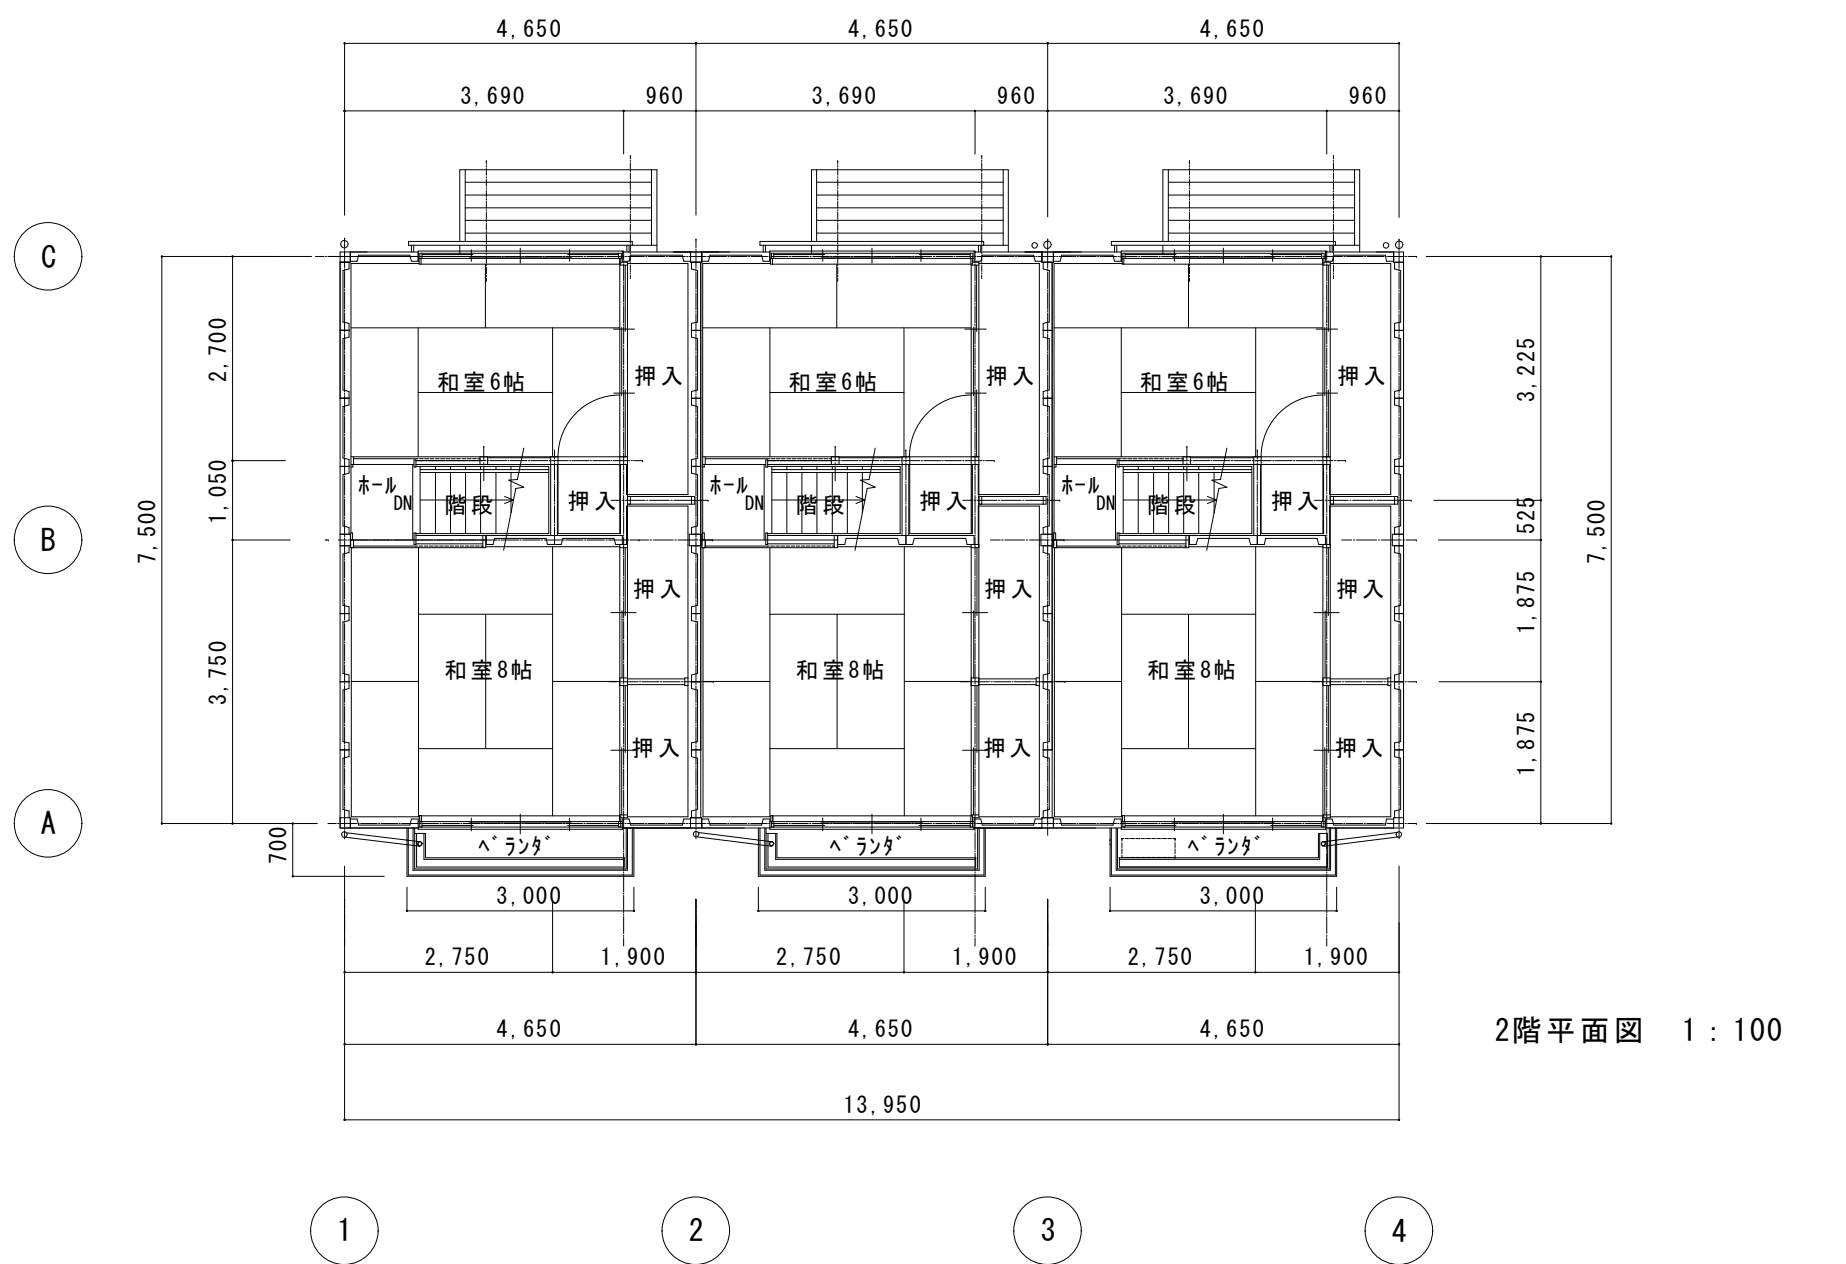 4,650 4,650 4,650
3,690 960 3,690 960 3,690 960
C
2,700
3,225
和室6帖 押入 和室6帖 押入 和室6帖 押入
1,050
ホール DN 階段 押入 ホール DN 階段 押入 ホール DN 階段 押入
525
7,500
7,500
B
押入 押入 押入
1,875
3,750
和室8帖 和室8帖 和室8帖
押入 押入 押入
1,875
A
700
ベランダ ベランダ ベランダ
3,000 3,000 3,000
2,750 1,900 2,750 1,900 2,750 1,900
4,650 4,650 4,650
2階平面図 1:100
13,950
1 2 3 4